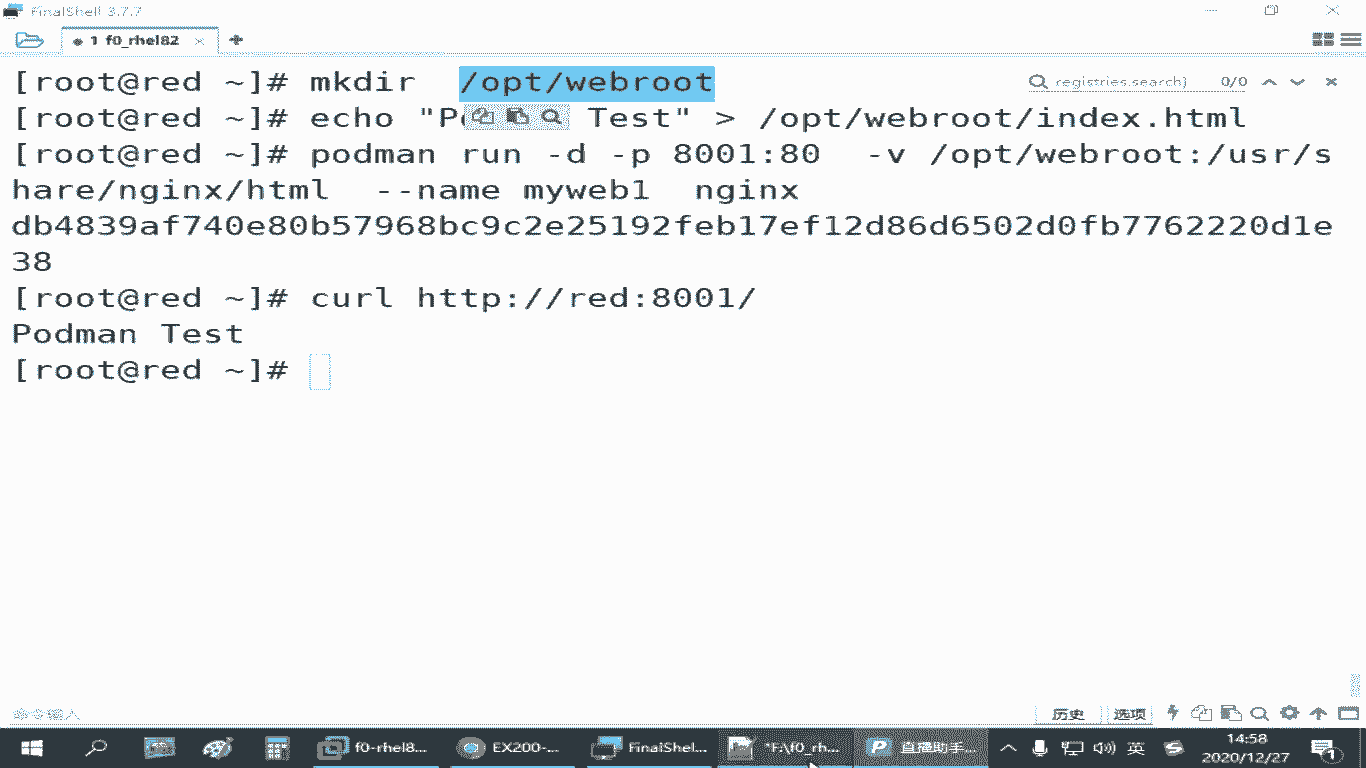 FinalShell 3.7.7
1 f0_rhel82
[root@red ~]# mkdir /opt/webroot
registries.search) 0/0
[root@red ~]# echo "P Test" > /opt/webroot/index.html
[root@red ~]# podman run -d -p 8001:80 -v /opt/webroot:/usr/s
hare/nginx/html --name myweb1 nginx
db4839af740e80b57968bc9c2e25192feb17ef12d86d6502d0fb7762220d1e
38
[root@red ~]# curl http://red:8001/
Podman Test
[root@red ~]#
命令输入
历史 选项
f0-rhel8... EX200-... FinalShel... *F:\f0_rh... 直播助手... 英 14:58
2020/12/27 1